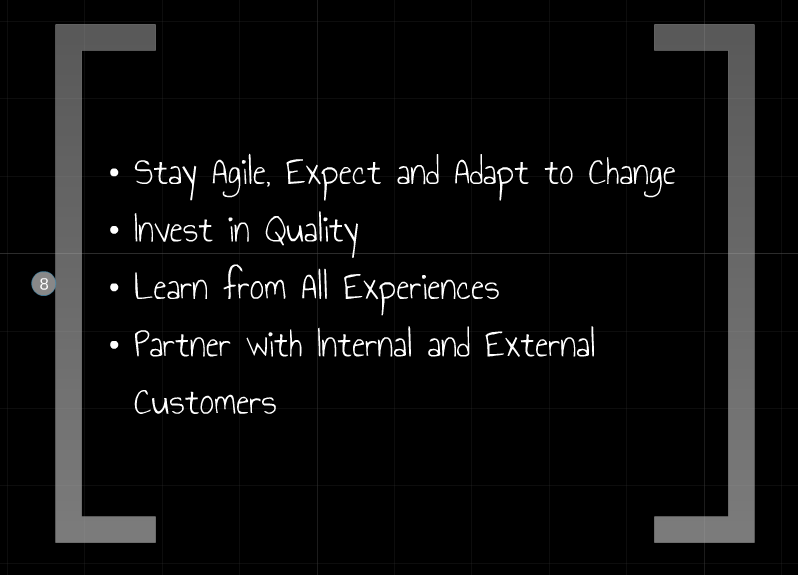 • Stay Agile, Expect and Adapt to Change
• Invest in Quality
8
• Learn from All Experiences
• Partner with Internal and External
Customers